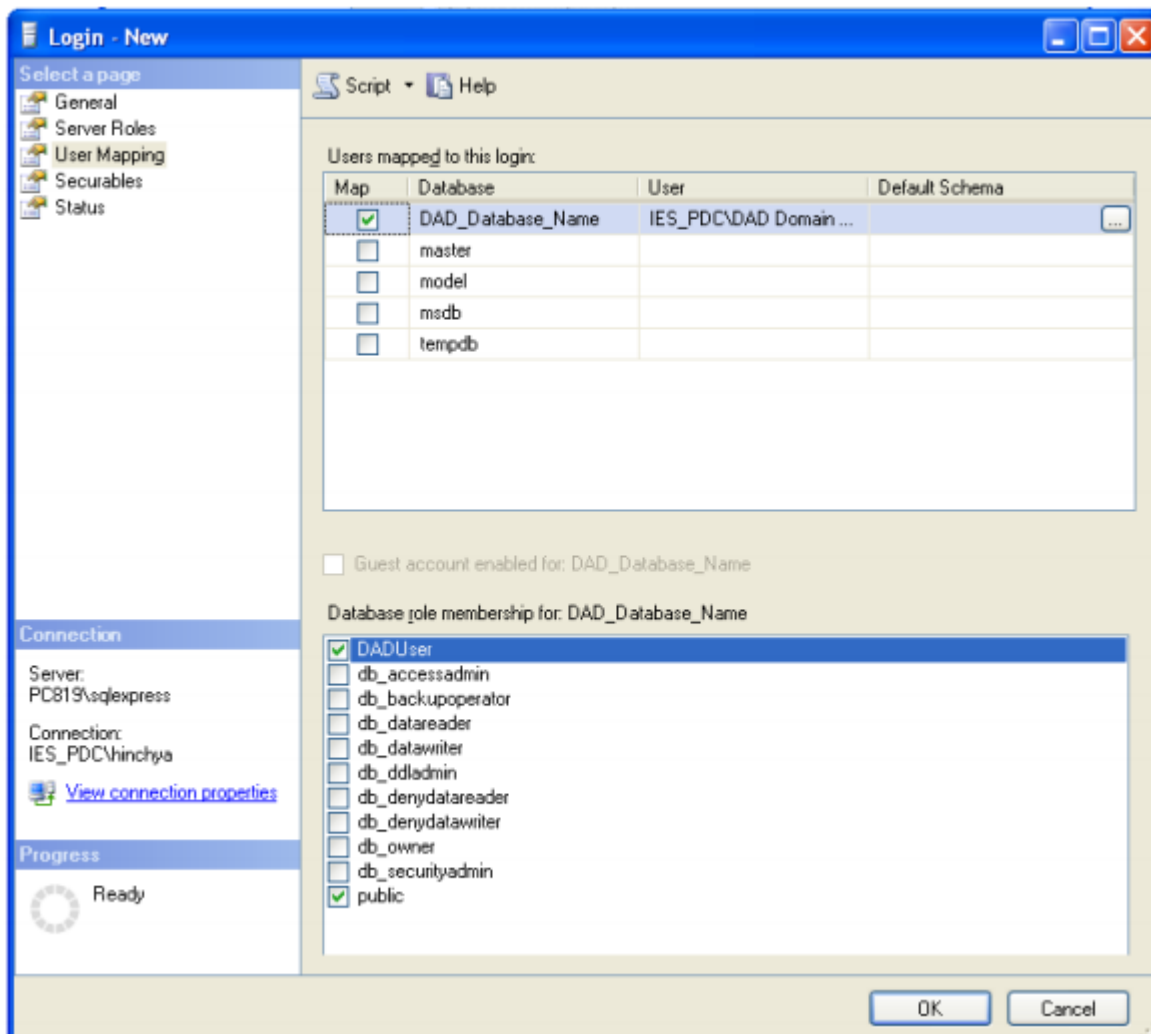 Login - New
Select a page
General
Server Roles
User Mapping
Securables
Status
Script Help
Users mapped to this login:
Map Database User Default Schema
DAD_Database_Name IES_PDC\DAD Domain ... ...
master
model
msdb
tempdb
Guest account enabled for: DAD_Database_Name
Database role membership for: DAD_Database_Name
DADUser
db_accessadmin
db_backupoperator
db_datareader
db_datawriter
db_ddladmin
db_denydatareader
db_denydatawriter
db_owner
db_securityadmin
public
Connection
Server:
PC819\sqlexpress
Connection:
IES_PDC\hinchya
View connection properties
Progress
Ready
OK Cancel